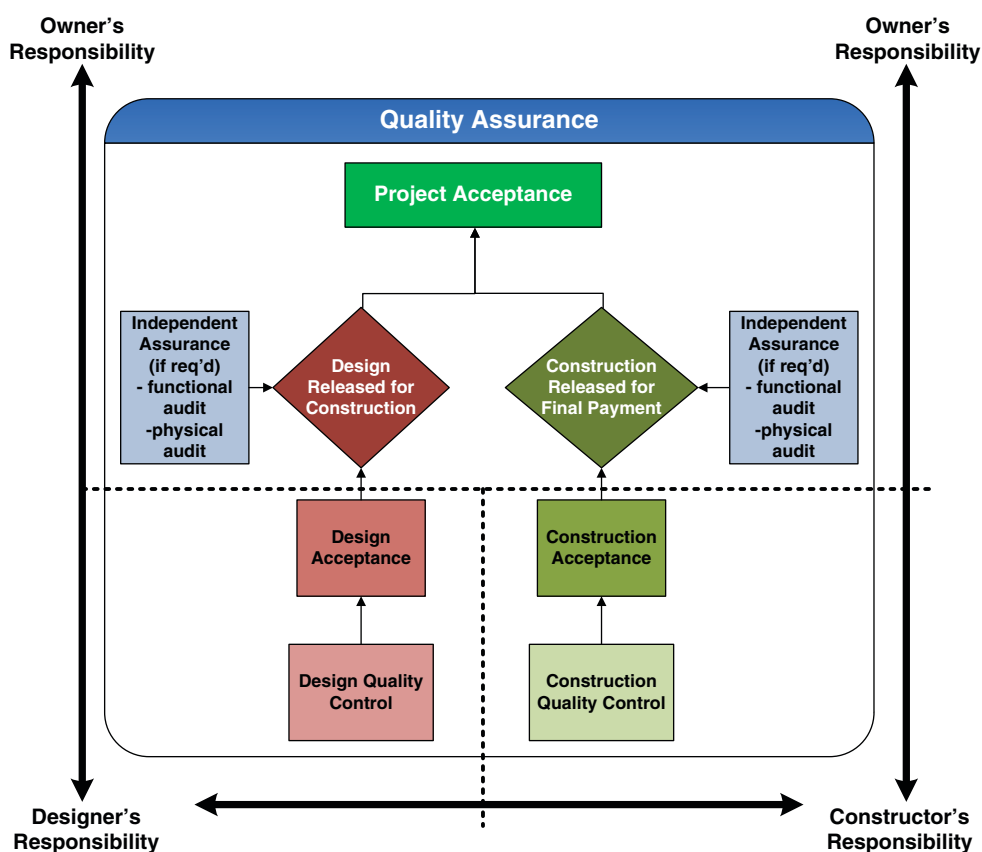 Owner's
Responsibility
Owner's
Responsibility
Quality Assurance
Project Acceptance
Independent
Assurance
(if req'd)
- functional
audit
-physical
audit
Design
Released for
Construction
Construction
Released for
Final Payment
Independent
Assurance
(if req'd)
- functional
audit
-physical
audit
Design
Acceptance
Construction
Acceptance
Design Quality
Control
Construction
Quality Control
Designer's
Responsibility
Constructor's
Responsibility